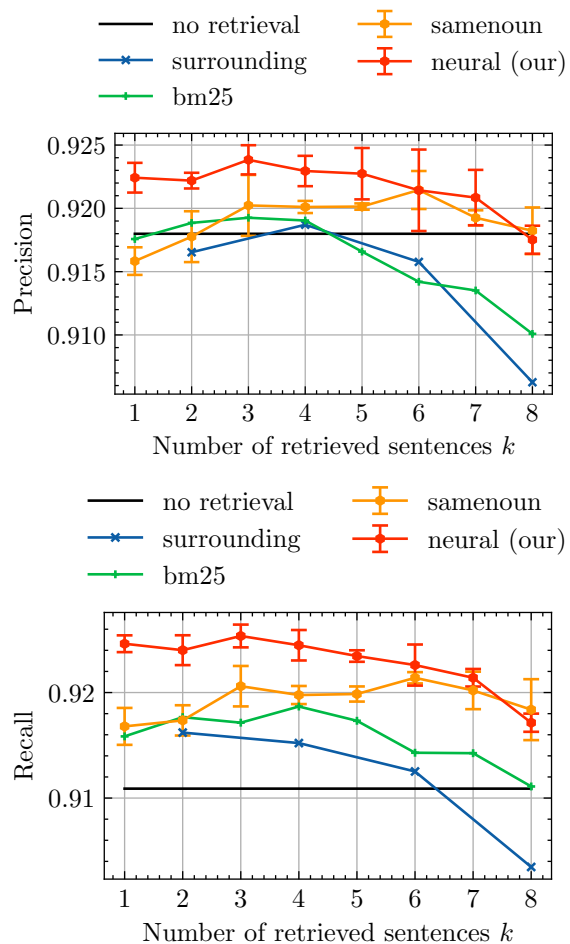 no retrieval
surrounding
bm25
samenoun
neural (our)
0.925
0.920
0.915
0.910
Precision
1 2 3 4 5 6 7 8
Number of retrieved sentences k
no retrieval
surrounding
bm25
samenoun
neural (our)
0.92
0.91
Recall
1 2 3 4 5 6 7 8
Number of retrieved sentences k